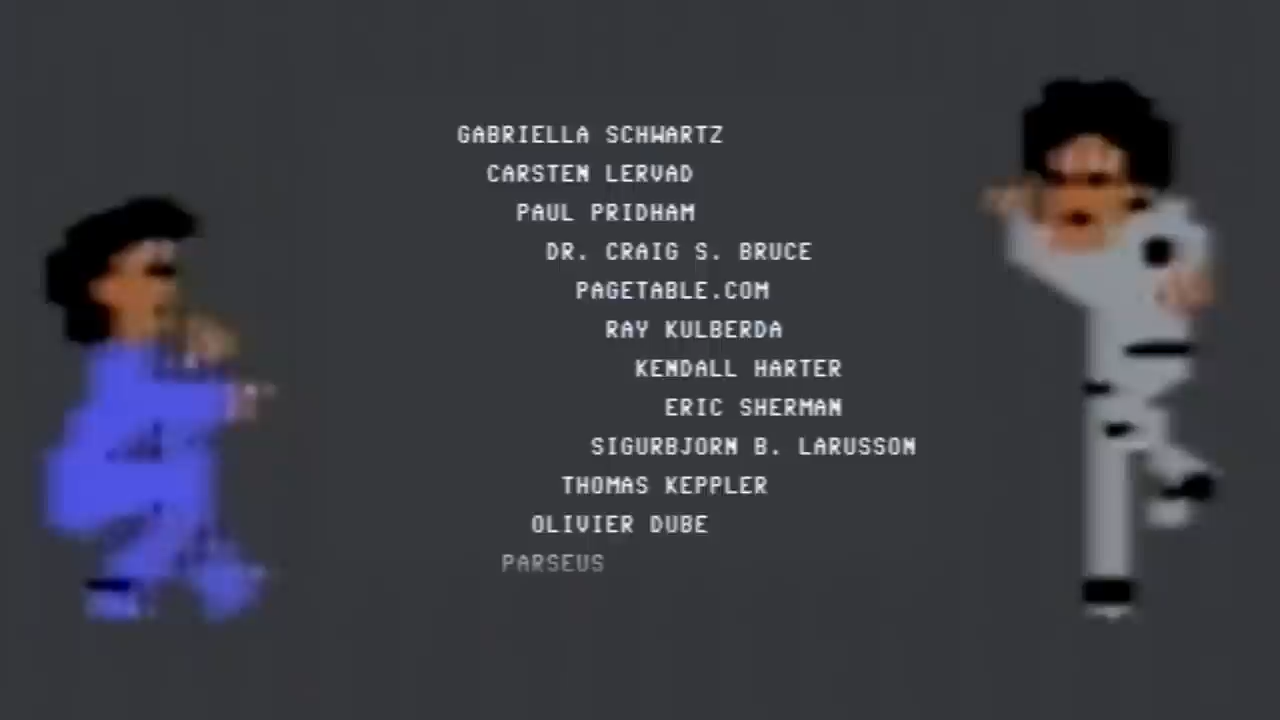 GABRIELLA SCHWARTZ
CARSTEN LERVAD
PAUL PRIDHAM
DR. CRAIG S. BRUCE
PAGETABLE.COM
RAY KULBERDA
KENDALL HARTER
ERIC SHERMAN
SIGURBJORN B. LARUSSON
THOMAS KEPPLER
OLIVIER DUBE
PARSEUS